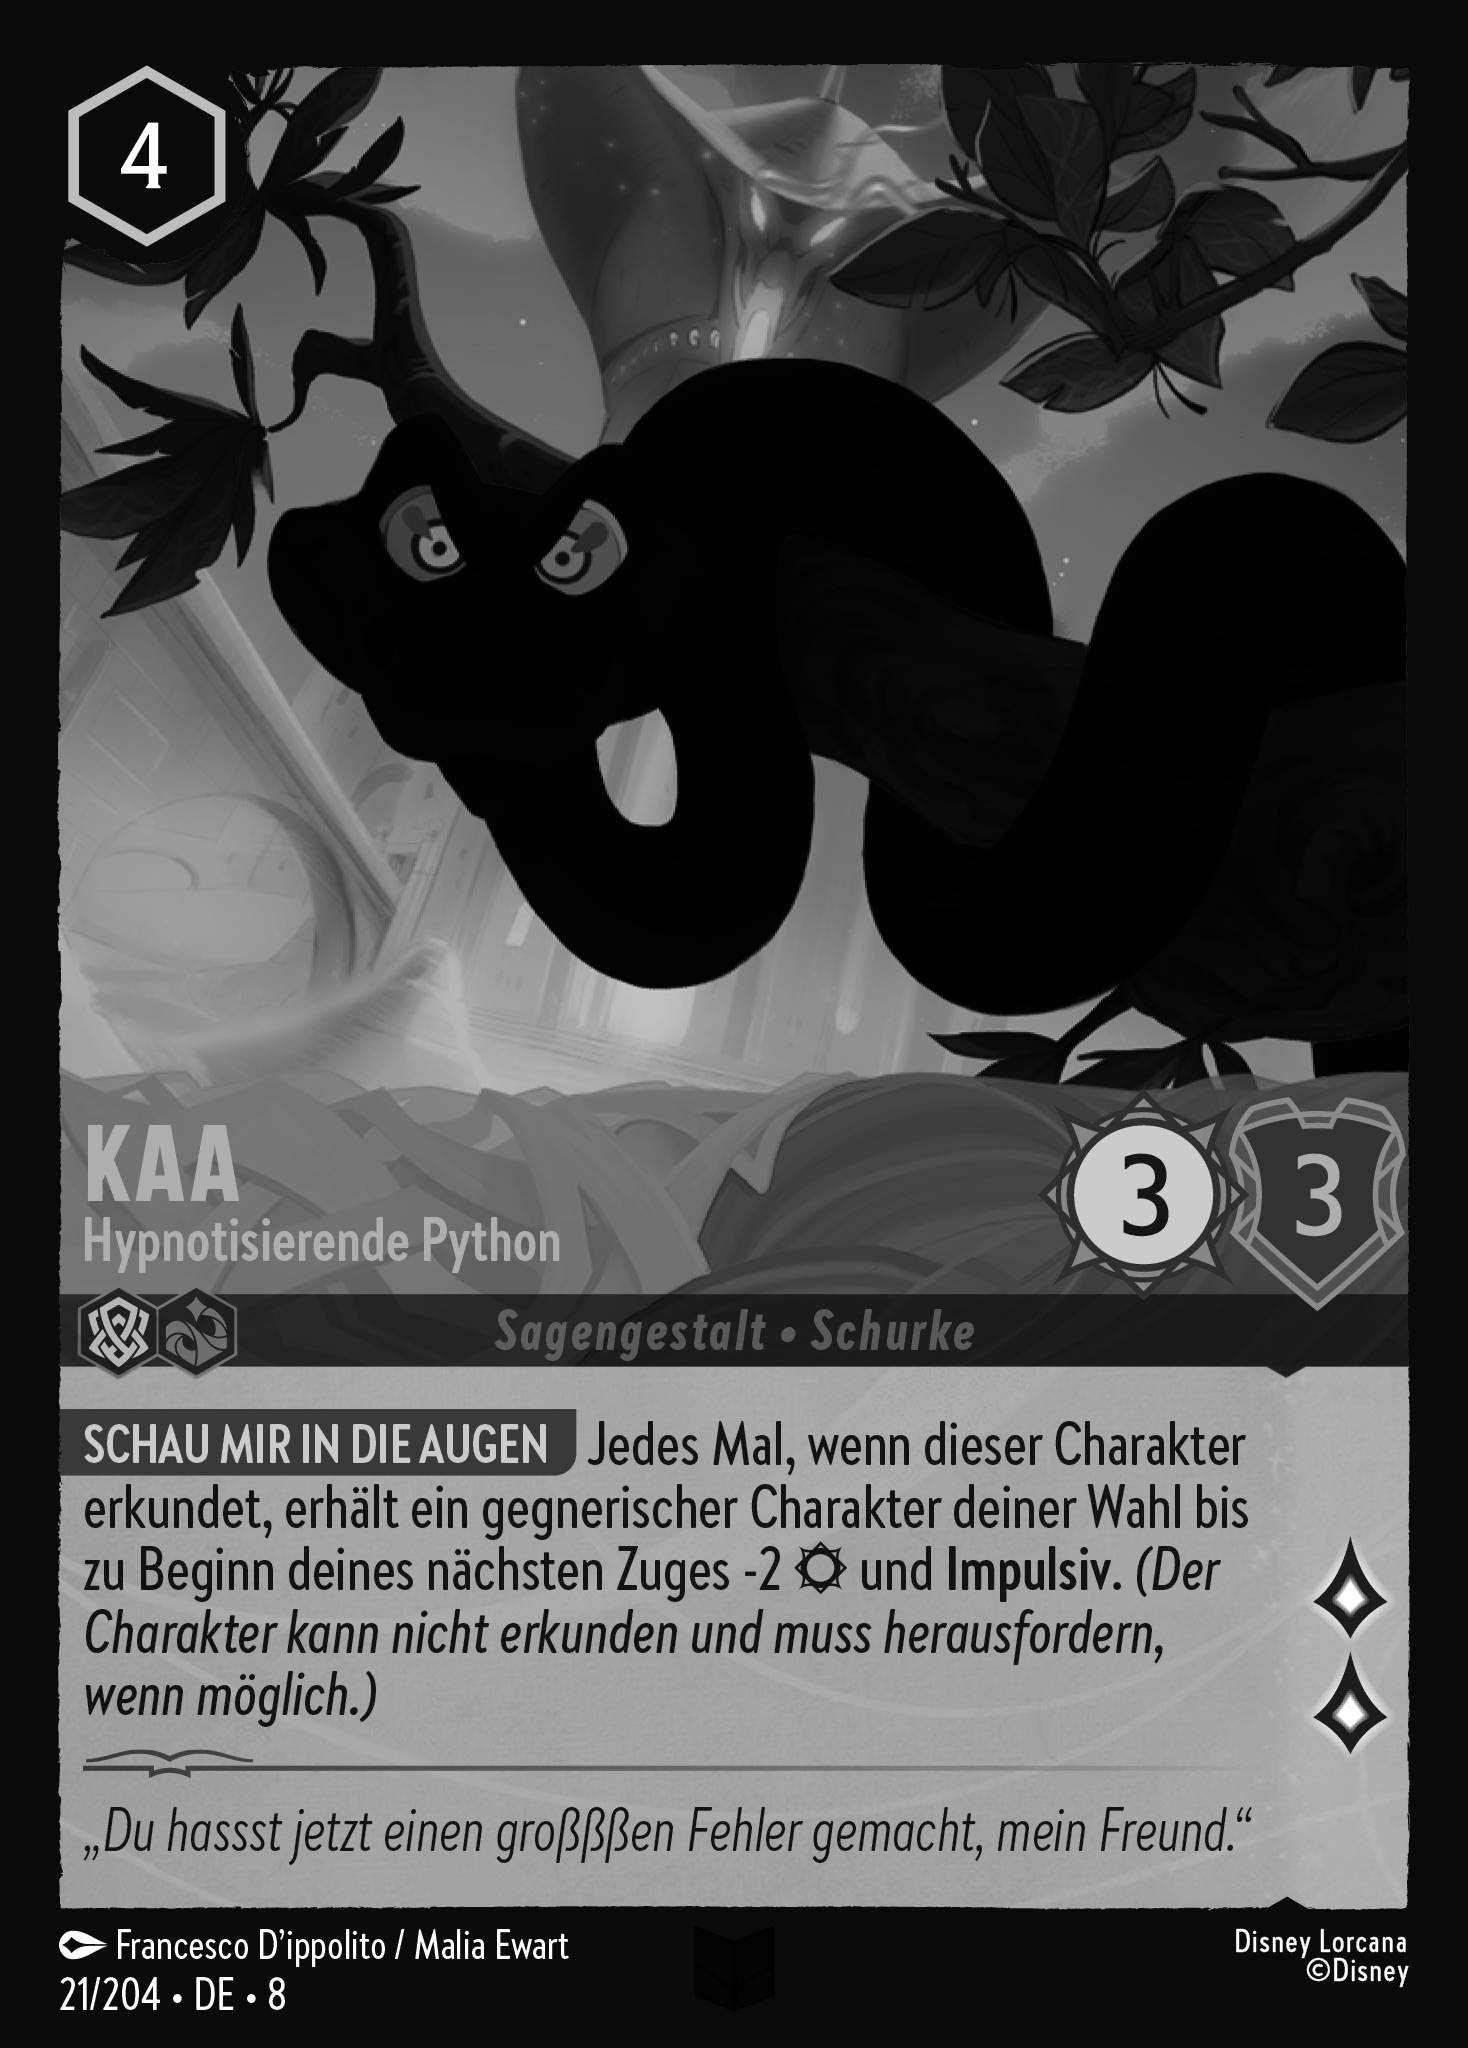 4
KAA
Hypnotisierende Python
3 3
Sagengestalt • Schurke
SCHAU MIR IN DIE AUGEN Jedes Mal, wenn dieser Charakter
erkundet, erhält ein gegnerischer Charakter deiner Wahl bis
zu Beginn deines nächsten Zuges -2 und Impulsiv. (Der
Charakter kann nicht erkunden und muss herausfordern,
wenn möglich.)
„Du hassst jetzt einen großßßen Fehler gemacht, mein Freund.“
Francesco D'ippolito / Malia Ewart
21/204 • DE • 8
Disney Lorcana
©Disney